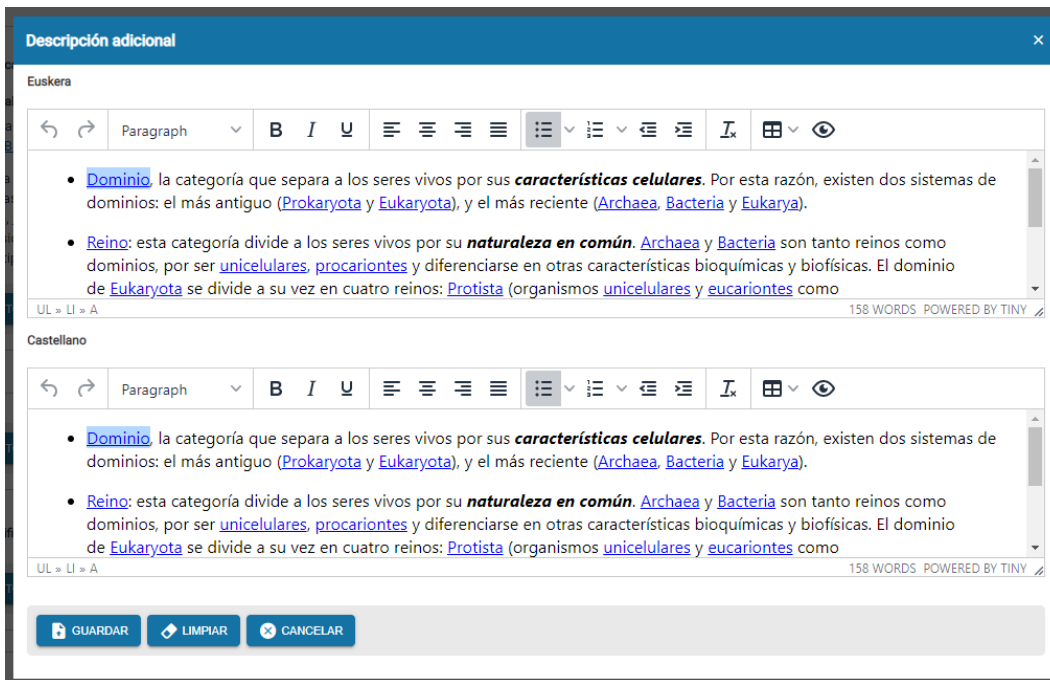 Descripción adicional
Euskera
Paragraph
Dominio, la categoría que separa a los seres vivos por sus características celulares. Por esta razón, existen dos sistemas de
dominios: el más antiguo (Prokaryota y Eukaryota), y el más reciente (Archaea, Bacteria y Eukarya).
Reino: esta categoría divide a los seres vivos por su naturaleza en común. Archaea y Bacteria son tanto reinos como
dominios, por ser unicelulares, procariontes y diferenciarse en otras características bioquímicas y biofísicas. El dominio
de Eukaryota se divide a su vez en cuatro reinos: Protista (organismos unicelulares y eucariontes como
UL » LI » A 158 WORDS POWERED BY TINY
Castellano
Paragraph
Dominio, la categoría que separa a los seres vivos por sus características celulares. Por esta razón, existen dos sistemas de
dominios: el más antiguo (Prokaryota y Eukaryota), y el más reciente (Archaea, Bacteria y Eukarya).
Reino: esta categoría divide a los seres vivos por su naturaleza en común. Archaea y Bacteria son tanto reinos como
dominios, por ser unicelulares, procariontes y diferenciarse en otras características bioquímicas y biofísicas. El dominio
de Eukaryota se divide a su vez en cuatro reinos: Protista (organismos unicelulares y eucariontes como
UL » LI » A 158 WORDS POWERED BY TINY
GUARDAR LIMPIAR CANCELAR